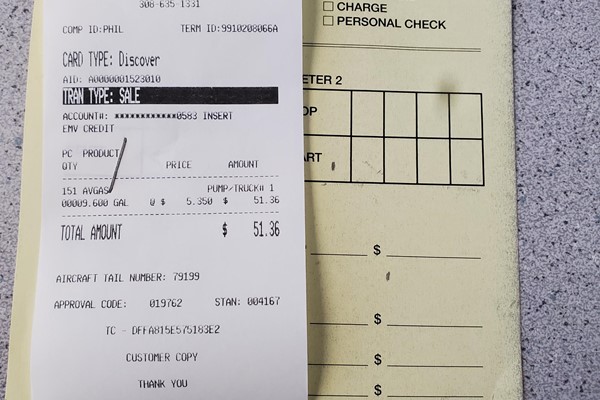 308-635-1331
COMP ID:PHIL TERM ID:9910208066A
CARD TYPE: Discover
AID: A0000001523010
TRAN TYPE: SALE
ACCOUNT#: ************0583 INSERT
EMV CREDIT
PC PRODUCT
QTY PRICE AMOUNT
151 AVGAS PUMP/TRUCK# 1
00009.600 GAL @ $ 5.350 $ 51.36
TOTAL AMOUNT $ 51.36
AIRCRAFT TAIL NUMBER: 79199
APPROVAL CODE: 019762 STAN: 004167
TC - DFFA815E575183E2
CUSTOMER COPY
THANK YOU
☐ CHARGE
☐ PERSONAL CHECK
ETER 2
OP
ART
$
$
$
$